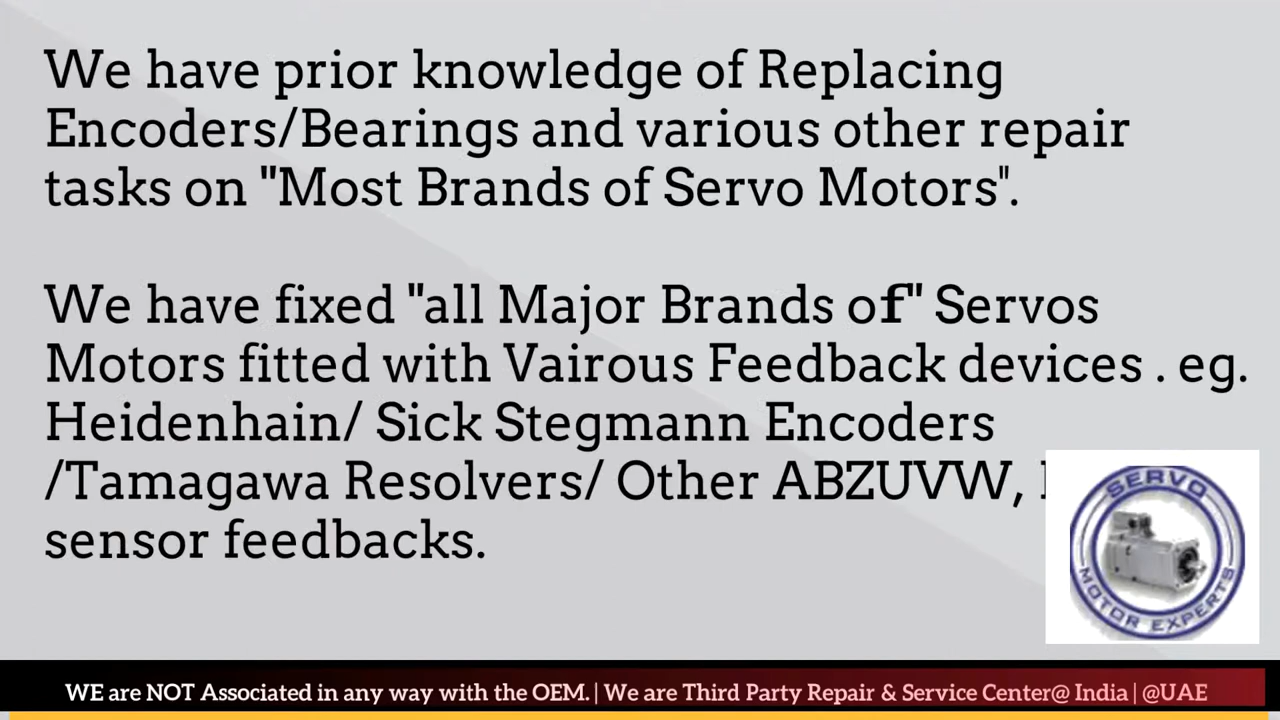 We have prior knowledge of Replacing
Encoders/Bearings and various other repair
tasks on "Most Brands of Servo Motors".
We have fixed "all Major Brands of" Servos
Motors fitted with Vairous Feedback devices . eg.
Heidenhain/ Sick Stegmann Encoders
/Tamagawa Resolvers/ Other ABZUVW,
sensor feedbacks.
SERVO
MOTOR EXPERTS
WE are NOT Associated in any way with the OEM. | We are Third Party Repair & Service Center@ India | @UAE